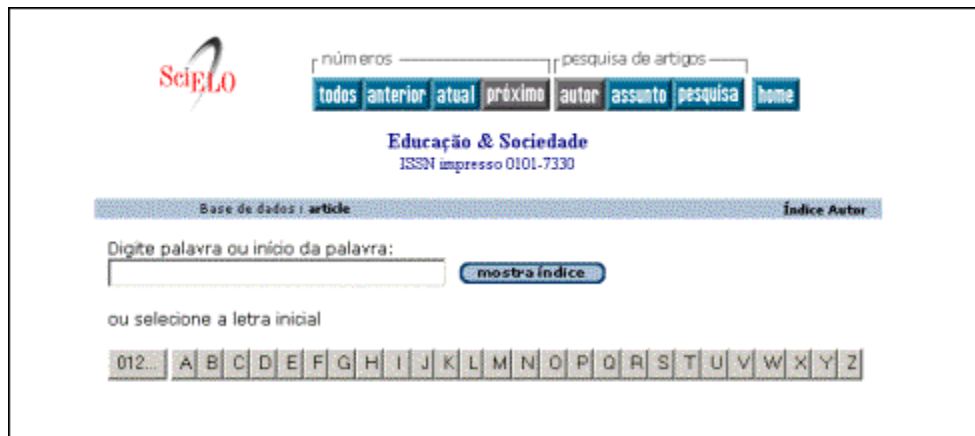 SciELO
números pesquisa de artigos
todos anterior atual próximo autor assunto pesquisa home
Educação & Sociedade
ISSN impresso 0101-7330
Base de dados : article Índice Autor
Digite palavra ou início da palavra:
mostra índice
ou selecione a letra inicial
012... A B C D E F G H I J K L M N O P Q R S T U V W X Y Z